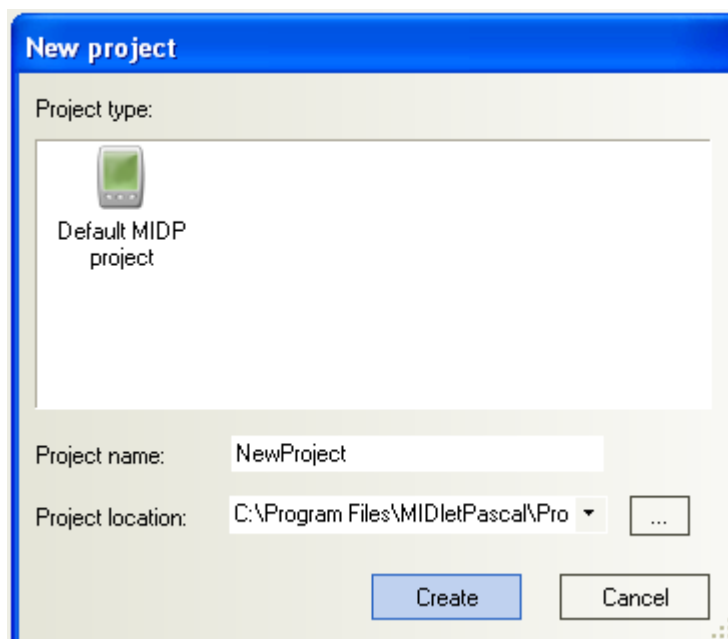 New project
Project type:
Default MIDP
project
Project name: NewProject
Project location: C:\Program Files\MIDletPascal\Pro ...
Create Cancel